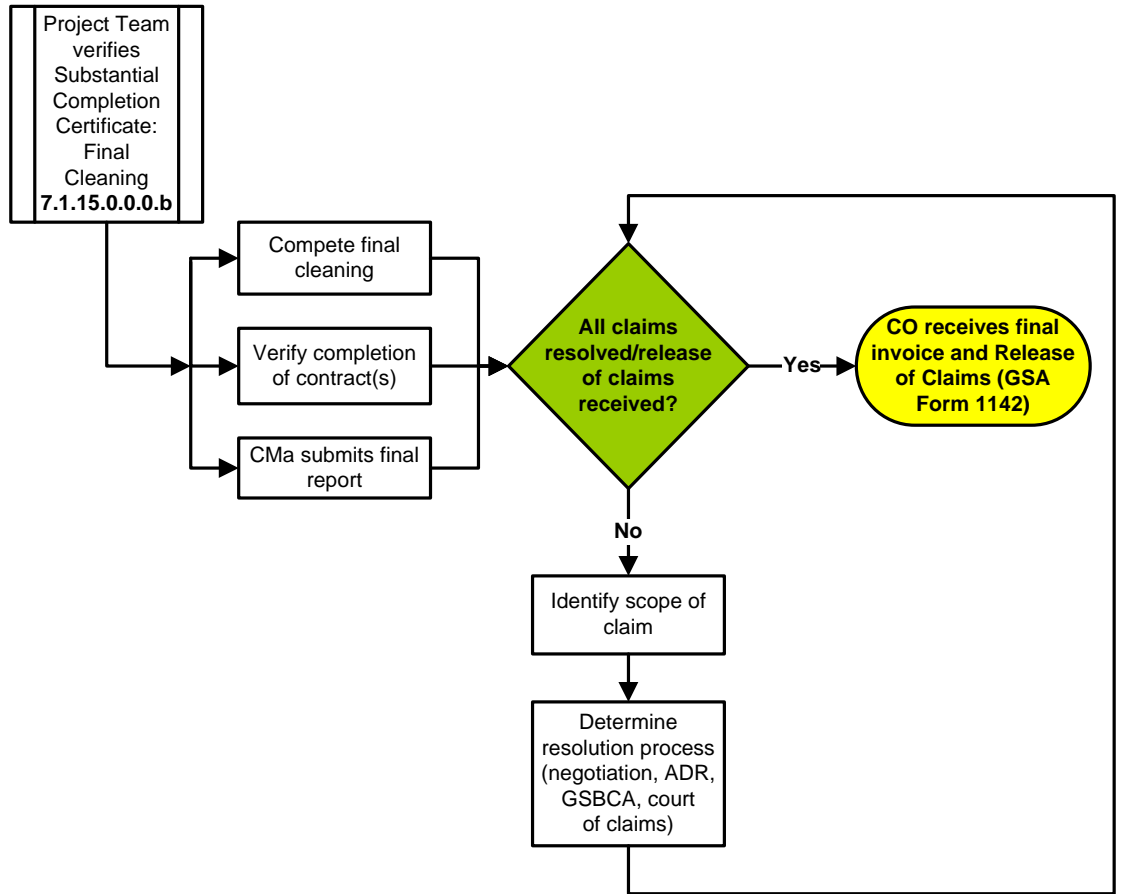 Project Team
verifies
Substantial
Completion
Certificate:
Final
Cleaning
7.1.15.0.0.0.b
Compete final
cleaning
Verify completion
of contract(s)
CMa submits final
report
All claims
resolved/release
of claims
received?
Yes
CO receives final
invoice and Release
of Claims (GSA
Form 1142)
No
Identify scope of
claim
Determine
resolution process
(negotiation, ADR,
GSBCA, court
of claims)